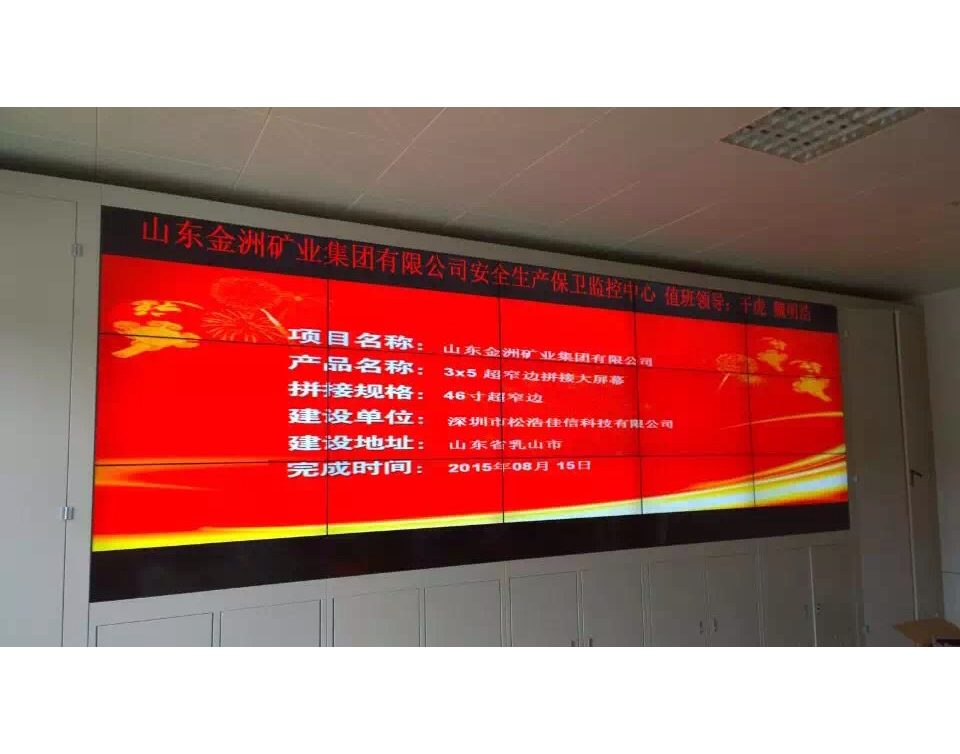 山东金洲矿业集团有限公司安全生产保卫监控中心 值班领导：于虎 魏明浩
项目名称： 山东金洲矿业集团有限公司
产品名称： 3x5 超窄边拼接大屏幕
拼接规格： 46寸超窄边
建设单位： 深圳市松浩佳信科技有限公司
建设地址： 山东省乳山市
完成时间： 2015年08月 15日